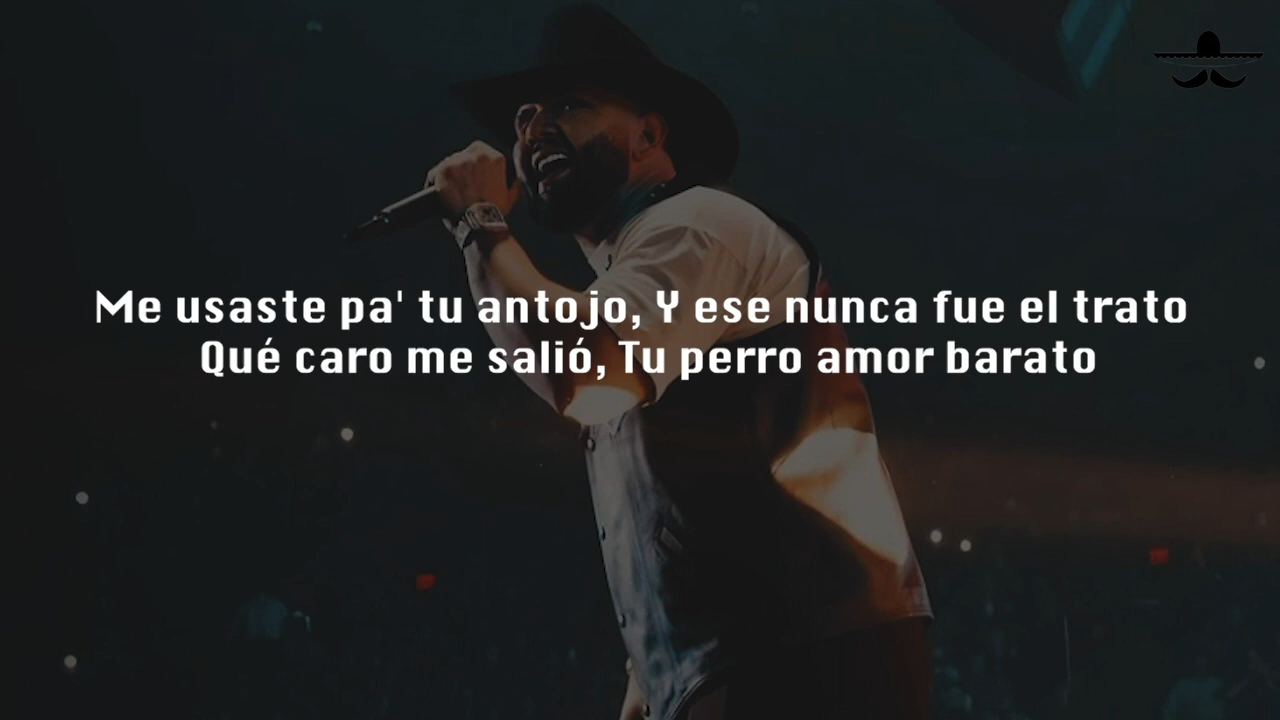 Me usaste pa' tu antojo, Y ese nunca fue el trato
Qué caro me salió, Tu perro amor barato